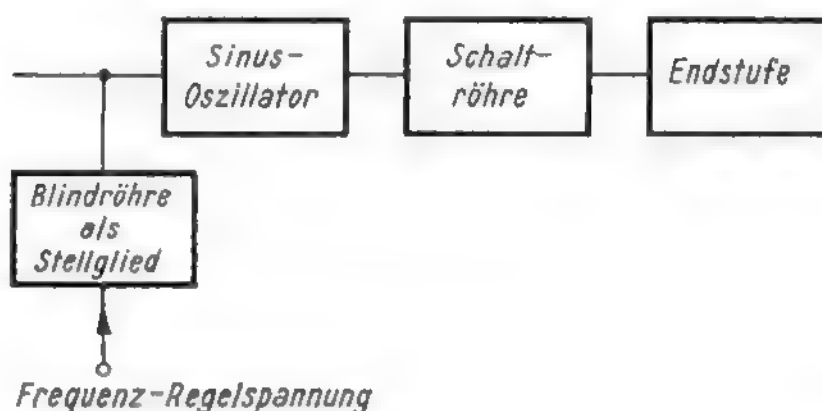 Sinus-
Oszillator
Schalt-
röhre
Endstufe
Blindröhre
als
Stellglied
Frequenz-Regelspannung